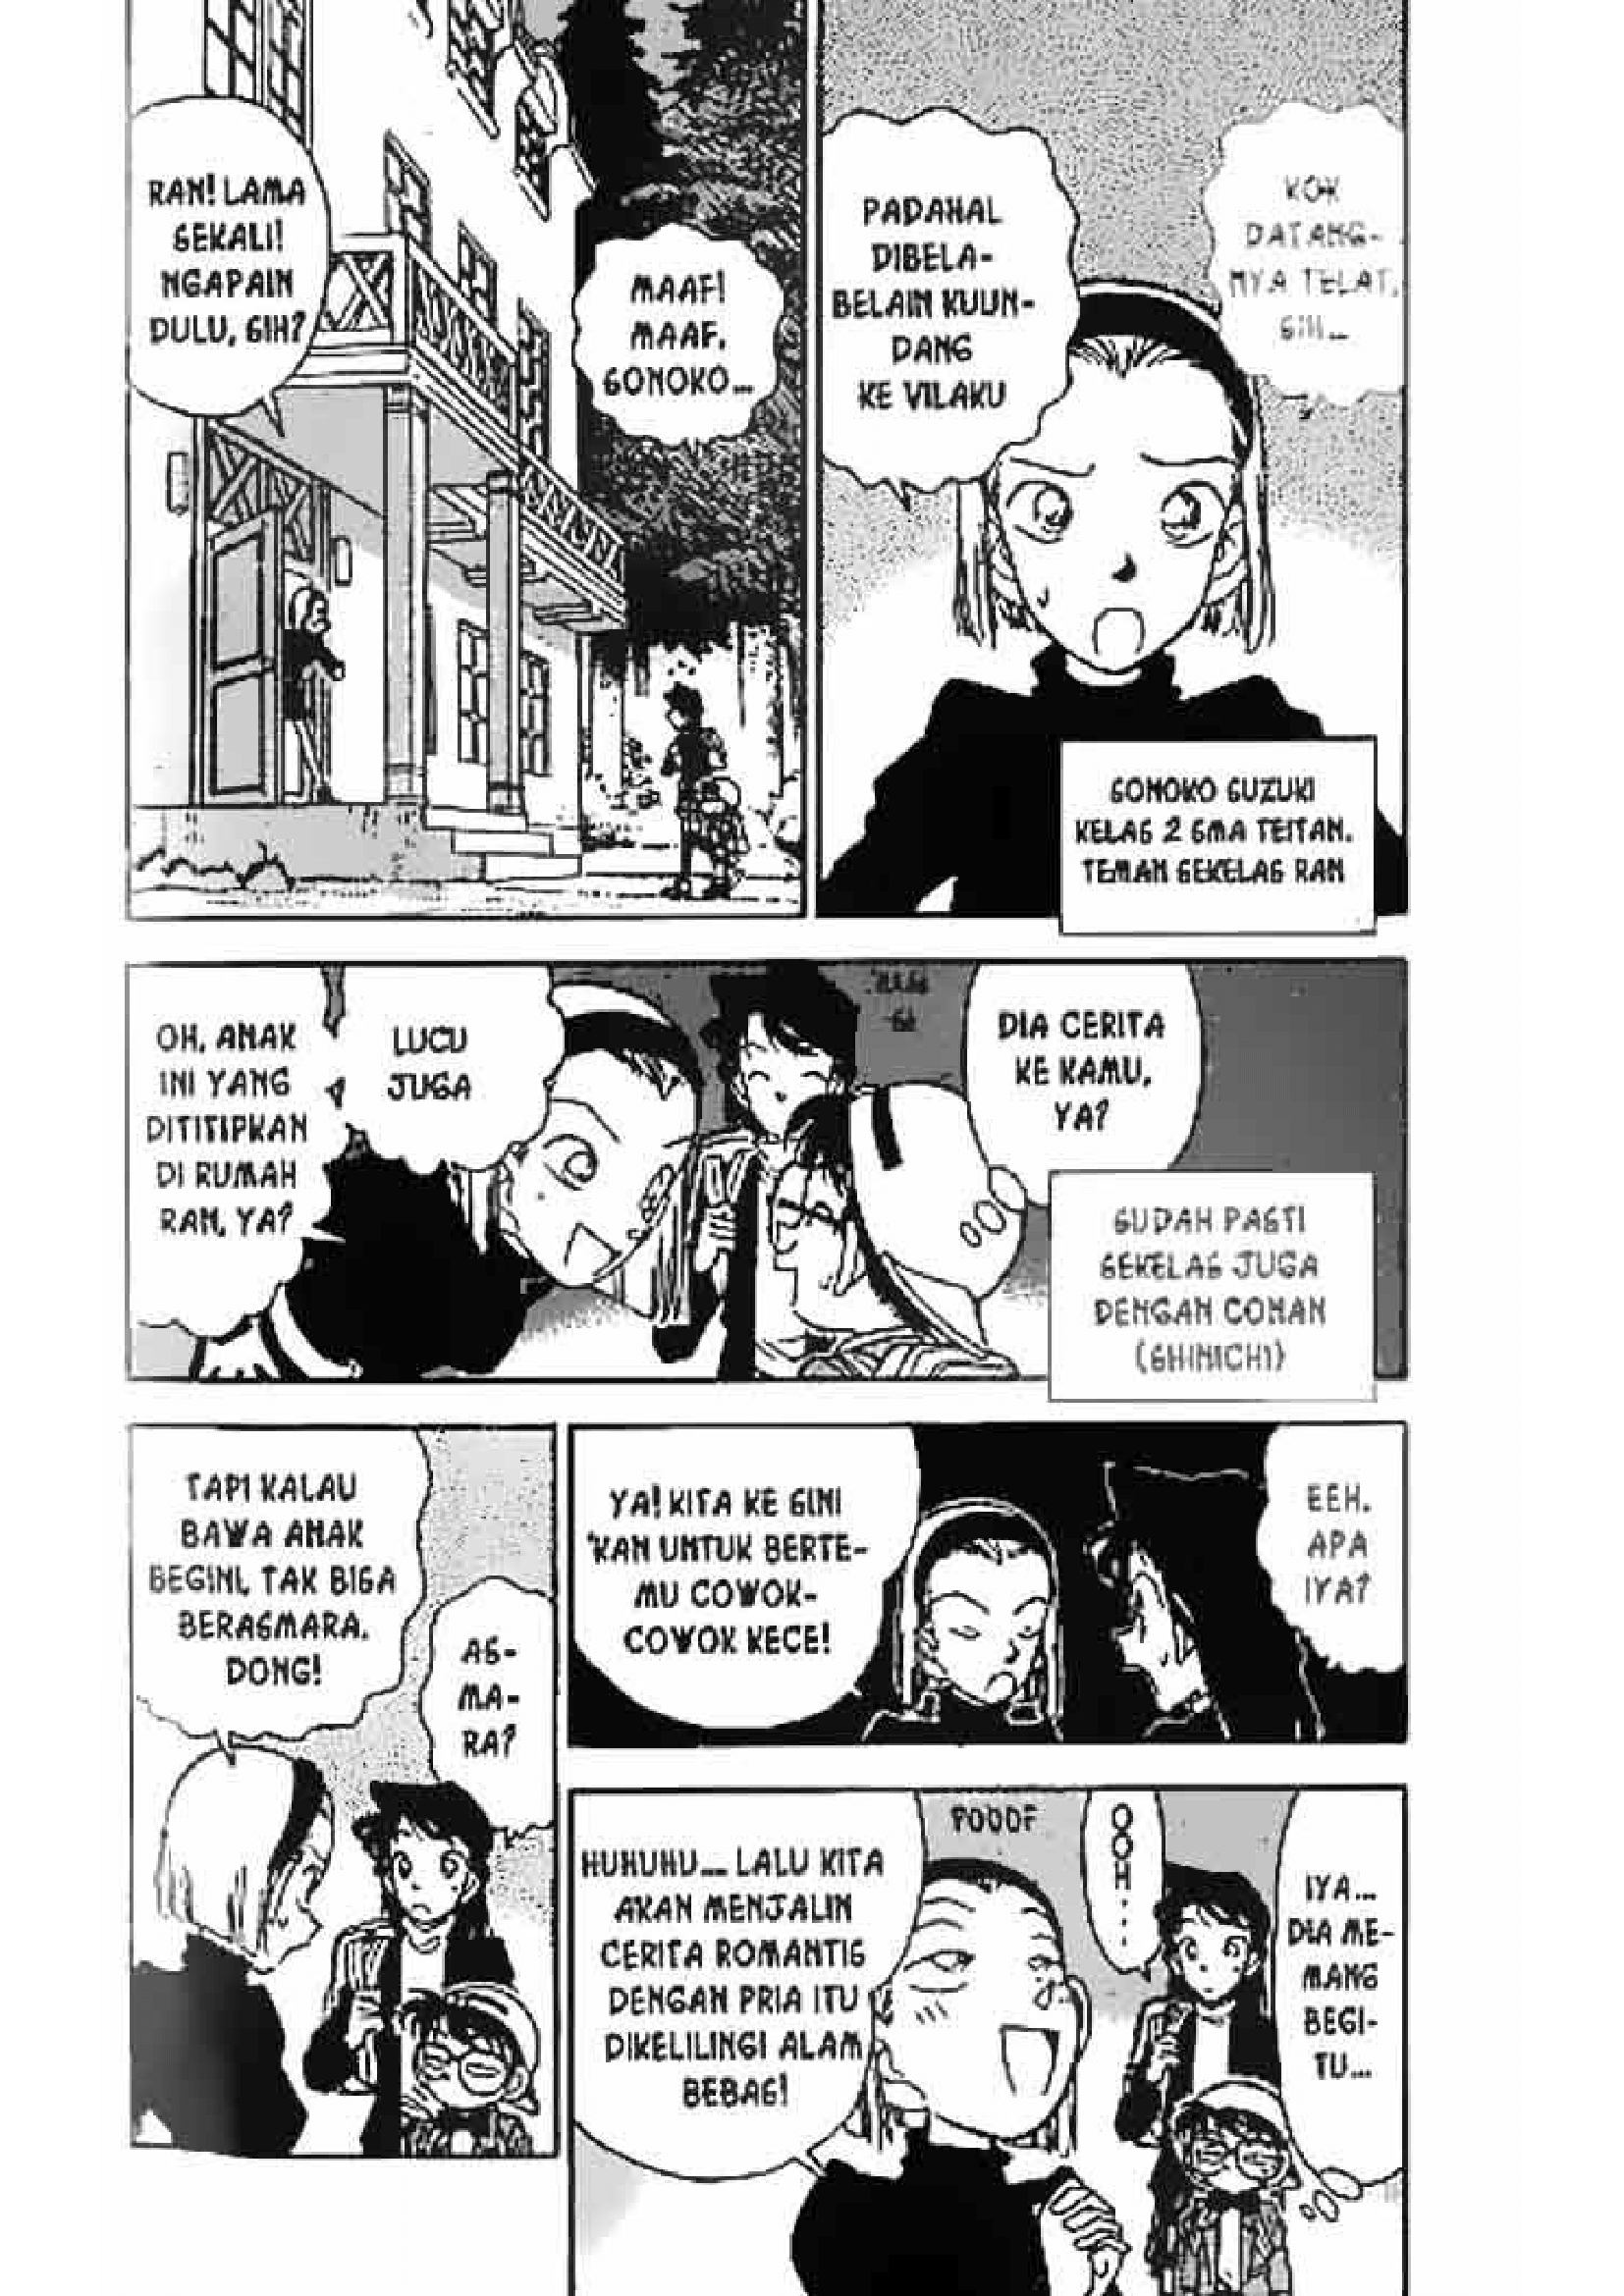 RAN! LAMA
SEKALI!
NGAPAIN
DULU, SIH?
MAAF!
MAAF,
SONOKO...
PADAHAL
DIBELA-
BELAIN KUUN-
DANG
KE VILAKU
KOK
DATANG-
NYA TELAT,
SIH...
SONOKO SUZUKI
KELAS 2 SMA TEITAN.
TEMAN SEKELAS RAN
OH, ANAK
INI YANG
DITITIPKAN
DI RUMAH
RAN, YA?
LUCU
JUGA
DIA CERITA
KE KAMU,
YA?
SUDAH PASTI
SEKELAS JUGA
DENGAN CONAN
(SHINICHI)
TAPI KALAU
BAWA ANAK
BEGINI, TAK BISA
BERASMARA,
DONG!
AS-
MA-
RA?
YA! KITA KE SINI
'KAN UNTUK BERTE-
MU COWOK-
COWOK KECE!
EEH,
APA
IYA?
HUHUHU... LALU KITA
AKAN MENJALIN
CERITA ROMANTIS
DENGAN PRIA ITU
DIKELILINGI ALAM
BEBAS!
POOOF
OOH...
IYA...
DIA ME-
MANG
BEGI-
TU...